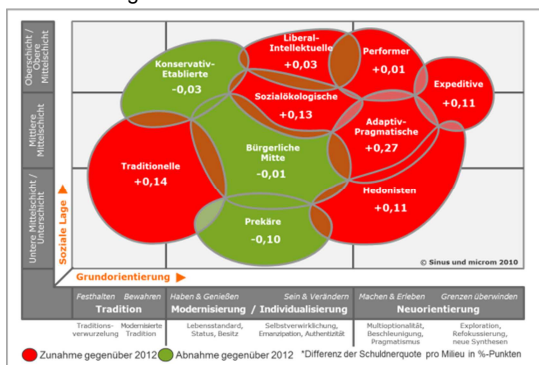 Oberschicht /
Obere
Mittelschicht
Mittlere
Mittelschicht
Untere Mittelschicht /
Unterschicht
Soziale Lage
Konservativ-
Etablierte
-0,03
Liberal-
Intellektuelle
+0,03
Performer
+0,01
Expeditive
+0,11
Sozialökologische
+0,13
Adaptiv-
Pragmatische
+0,27
Traditionelle
+0,14
Bürgerliche
Mitte
-0,01
Hedonisten
+0,11
Prekäre
-0,10
© Sinus und microm 2010
Grundorientierung
Festhalten Bewahren
Tradition
Haben & Genießen Sein & Verändern
Modernisierung / Individualisierung
Machen & Erleben Grenzen überwinden
Neuorientierung
Traditions-
verwurzelung
Modernisierte
Tradition
Lebensstandard,
Status, Besitz
Selbstverwirklichung,
Emanzipation, Authentizität
Multioptionalität,
Beschleunigung,
Pragmatismus
Exploration,
Refokussierung,
neue Synthesen
Zunahme gegenüber 2012 Abnahme gegenüber 2012 *Differenz der Schuldnerquote pro Milieu in %-Punkten